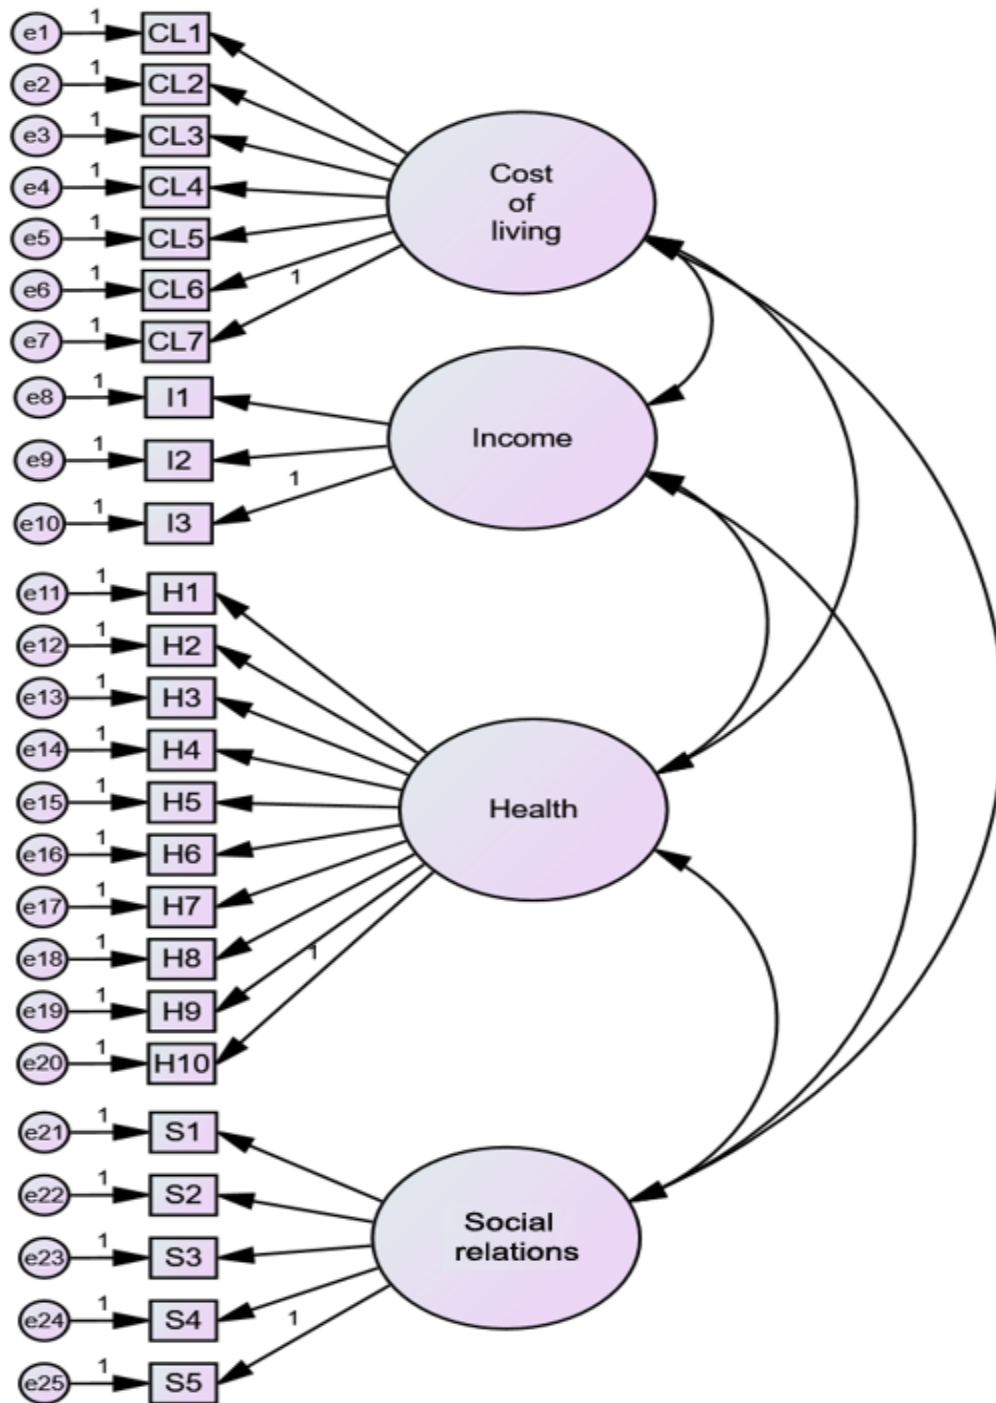 e1 1 CL1
e2 1 CL2
e3 1 CL3
e4 1 CL4
e5 1 CL5
e6 1 CL6 1
e7 1 CL7
Cost
of
living
e8 1 I1
e9 1 I2
e10 1 I3 1
Income
e11 1 H1
e12 1 H2
e13 1 H3
e14 1 H4
e15 1 H5
e16 1 H6
e17 1 H7
e18 1 H8 1
e19 1 H9
e20 1 H10
Health
e21 1 S1
e22 1 S2
e23 1 S3
e24 1 S4 1
e25 1 S5
Social
relations